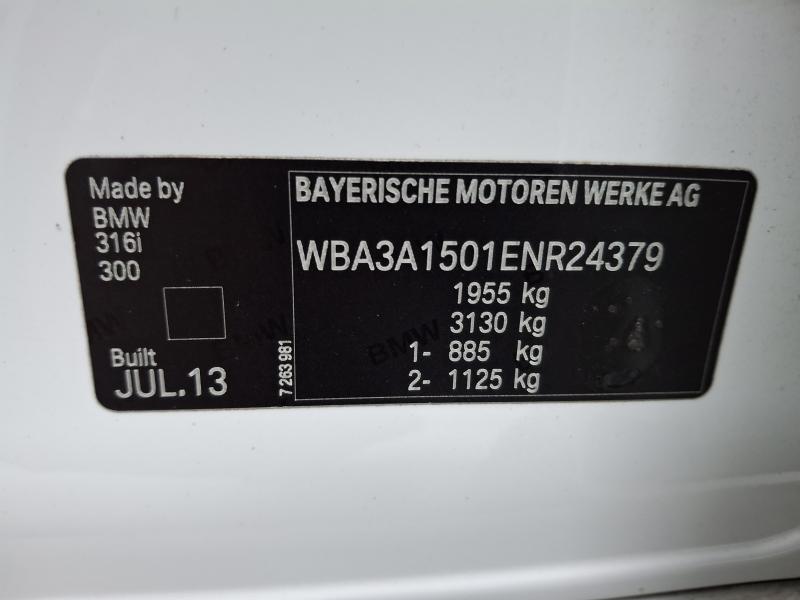 Made by
BMW
316i
300
Built
JUL.13
7 263 981
BAYERISCHE MOTOREN WERKE AG
WBA3A1501ENR24379
1955 kg
3130 kg
1- 885 kg
2- 1125 kg
BMW